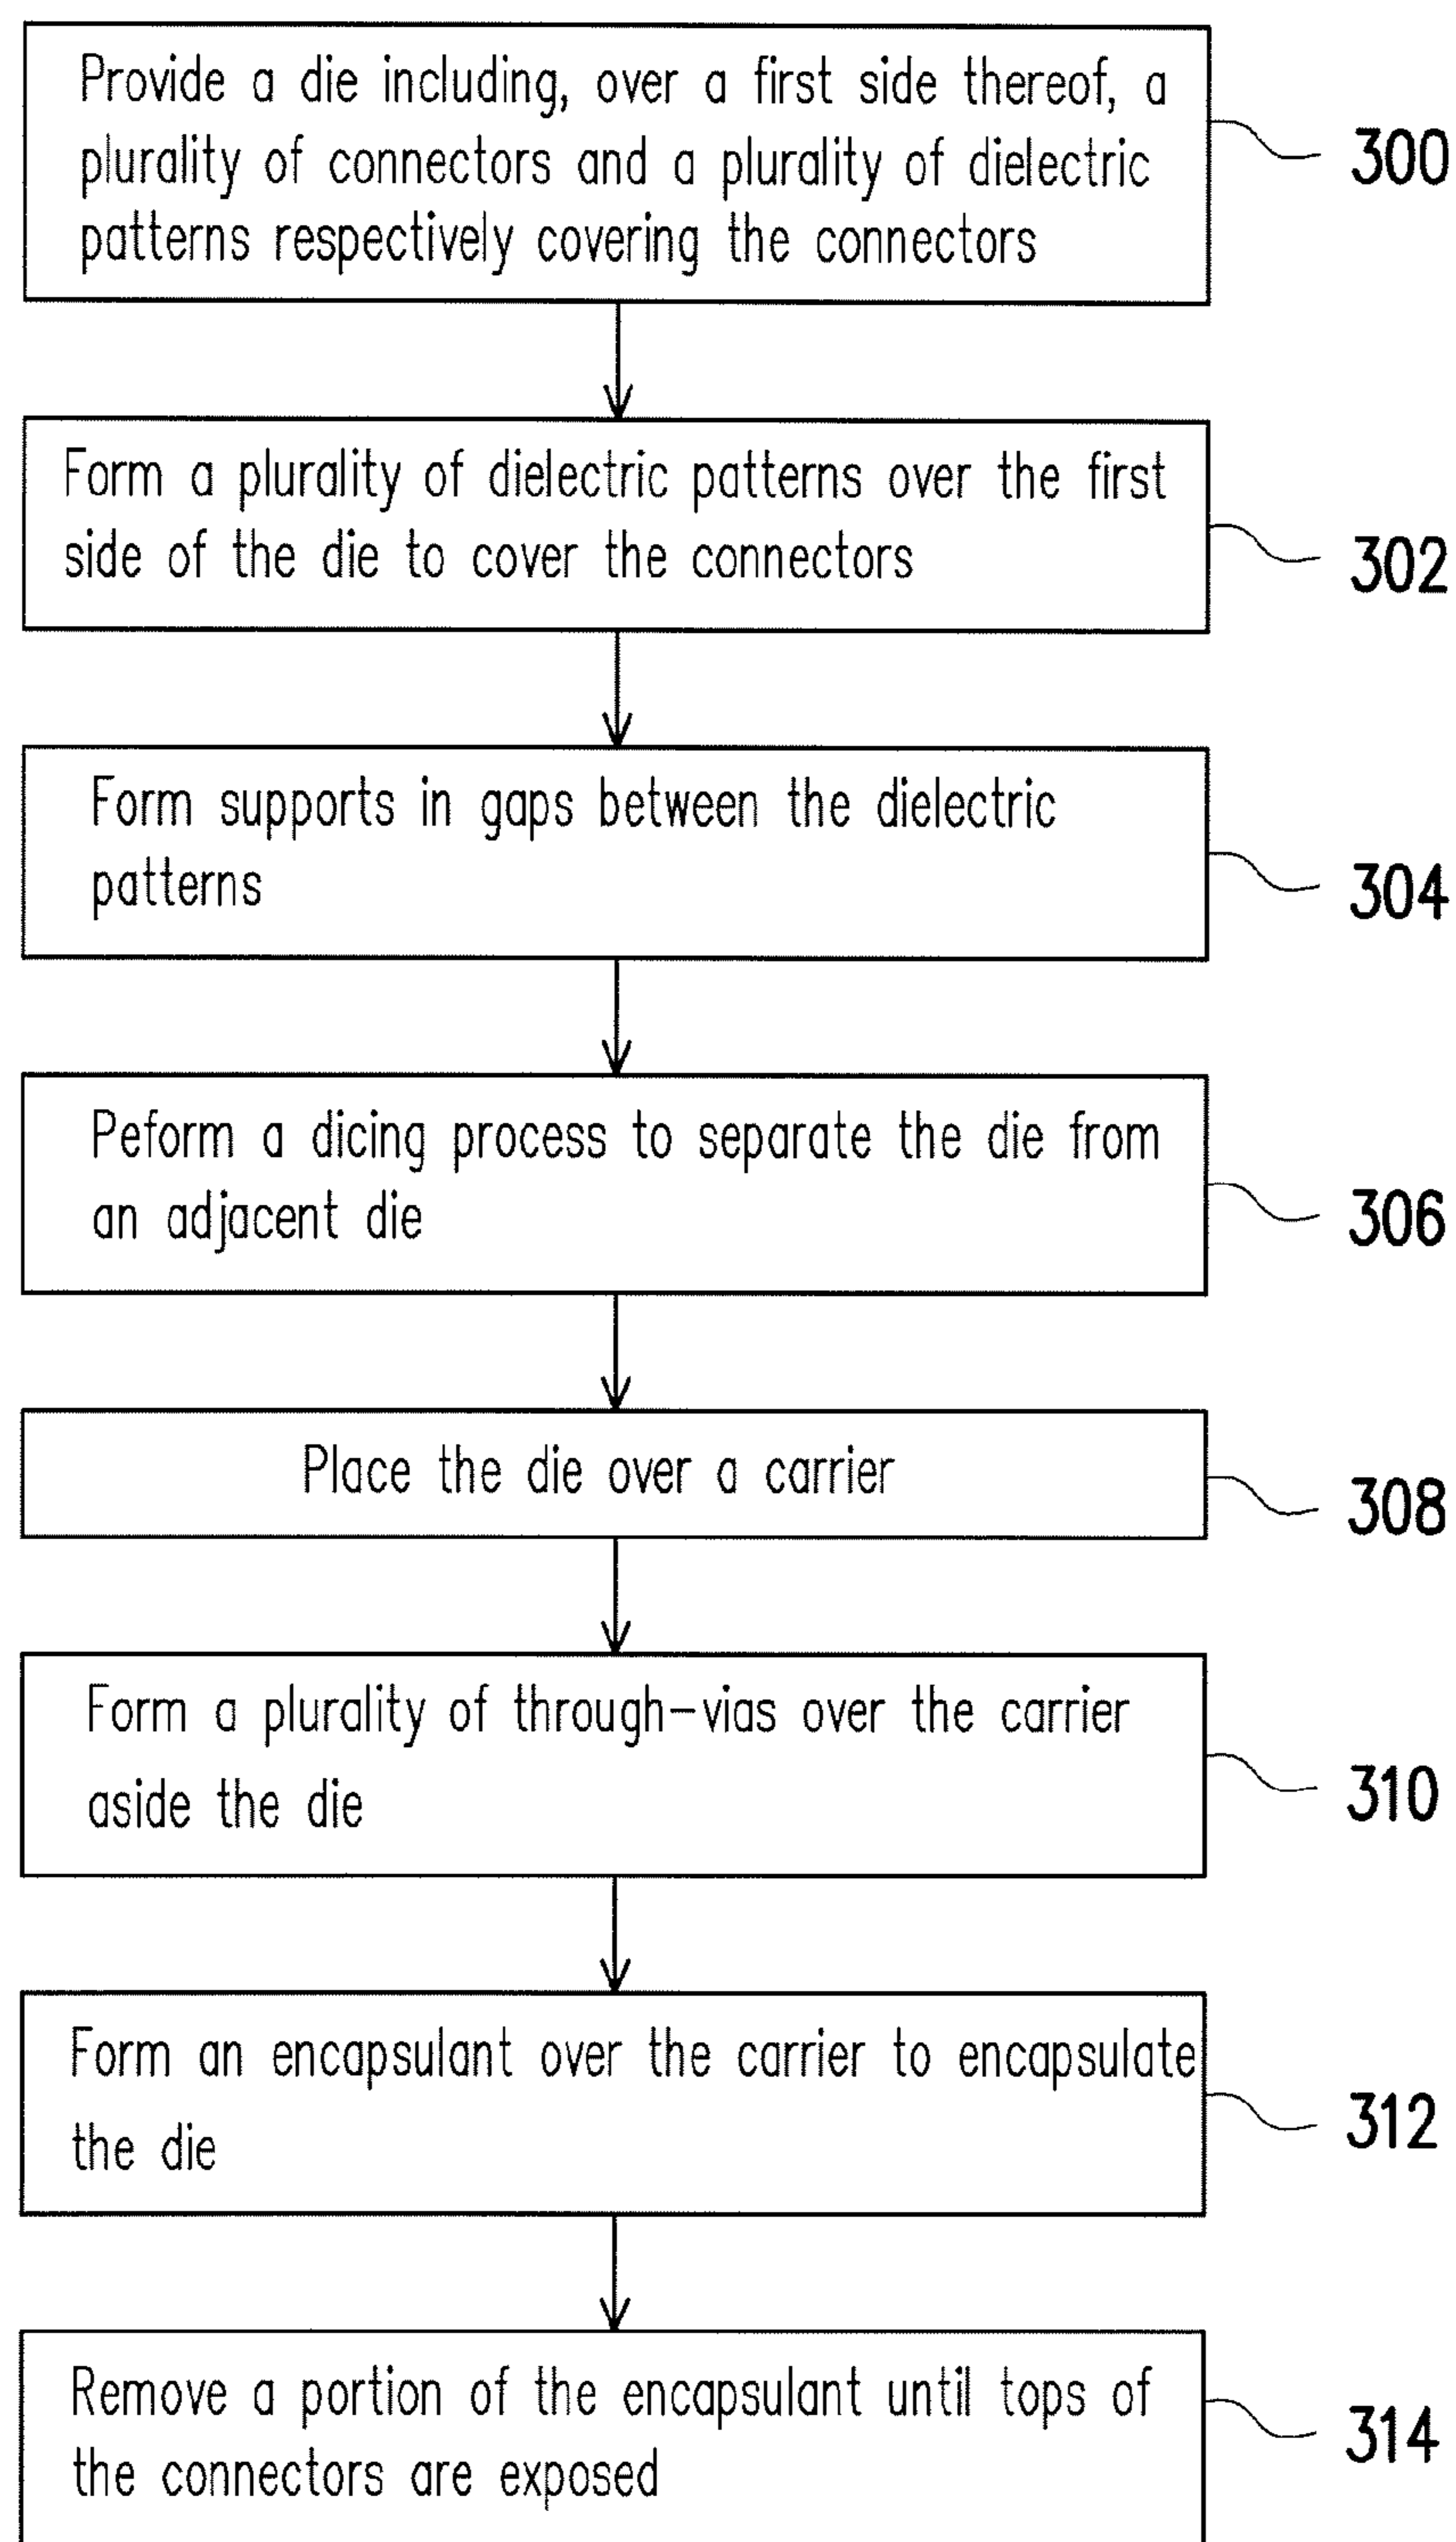 Provide a die including, over a first side thereof, a
plurality of connectors and a plurality of dielectric
patterns respectively covering the connectors
300
Form a plurality of dielectric patterns over the first
side of the die to cover the connectors
302
Form supports in gaps between the dielectric
patterns
304
Peform a dicing process to separate the die from
an adjacent die
306
Place the die over a carrier
308
Form a plurality of through-vias over the carrier
aside the die
310
Form an encapsulant over the carrier to encapsulate
the die
312
Remove a portion of the encapsulant until tops of
the connectors are exposed
314